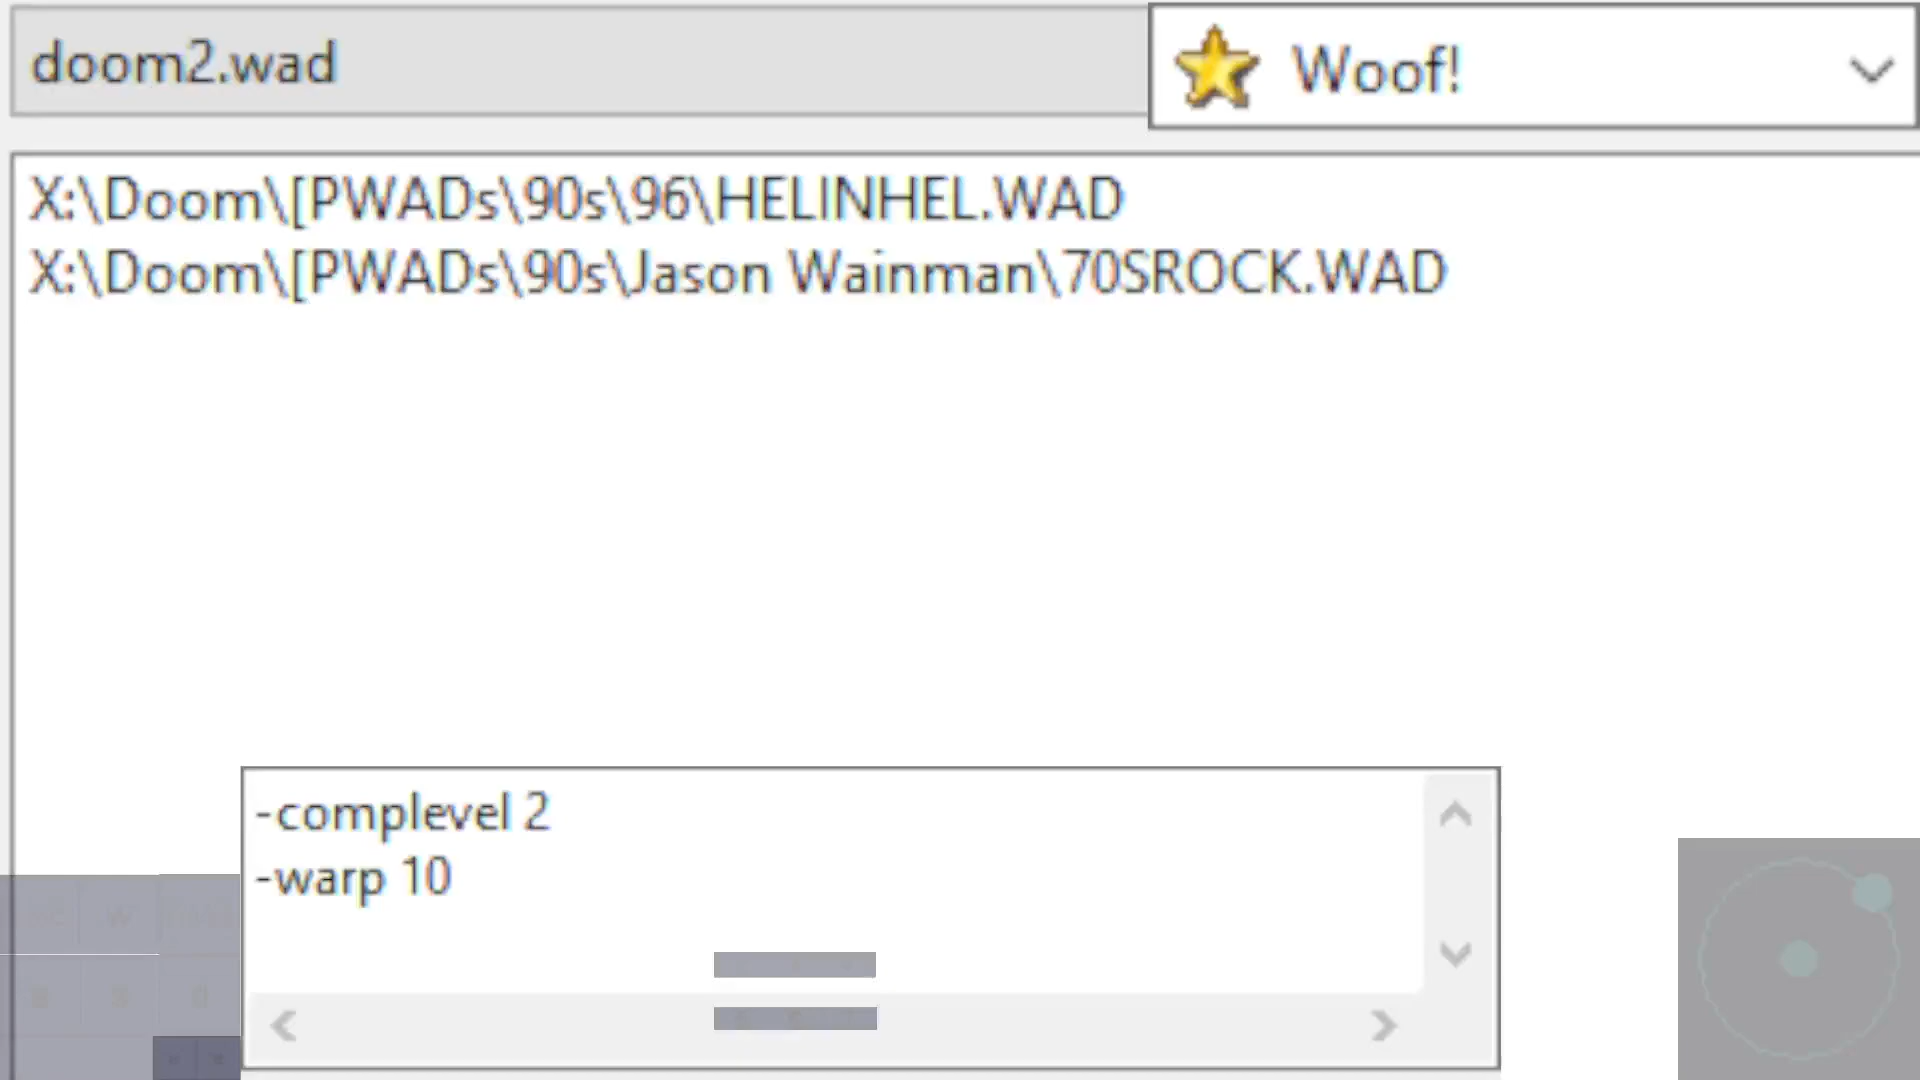 doom2.wad
Woof!
X:\Doom\[PWADs\90s\96\HELINHEL.WAD
X:\Doom\[PWADs\90s\Jason Wainman\70SROCK.WAD
-complevel 2
-warp 10